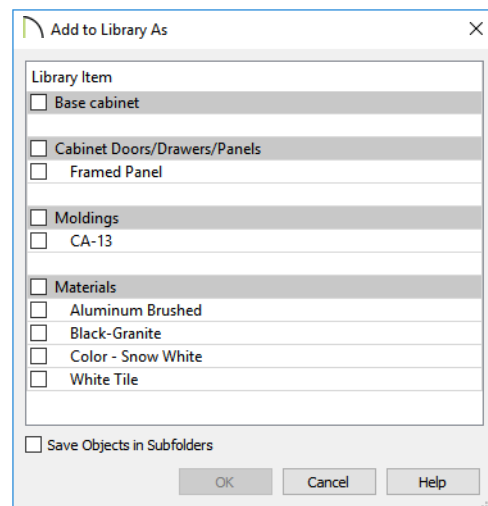 Add to Library As
Library Item
Base cabinet
Cabinet Doors/Drawers/Panels
Framed Panel
Moldings
CA-13
Materials
Aluminum Brushed
Black-Granite
Color - Snow White
White Tile
Save Objects in Subfolders
OK Cancel Help